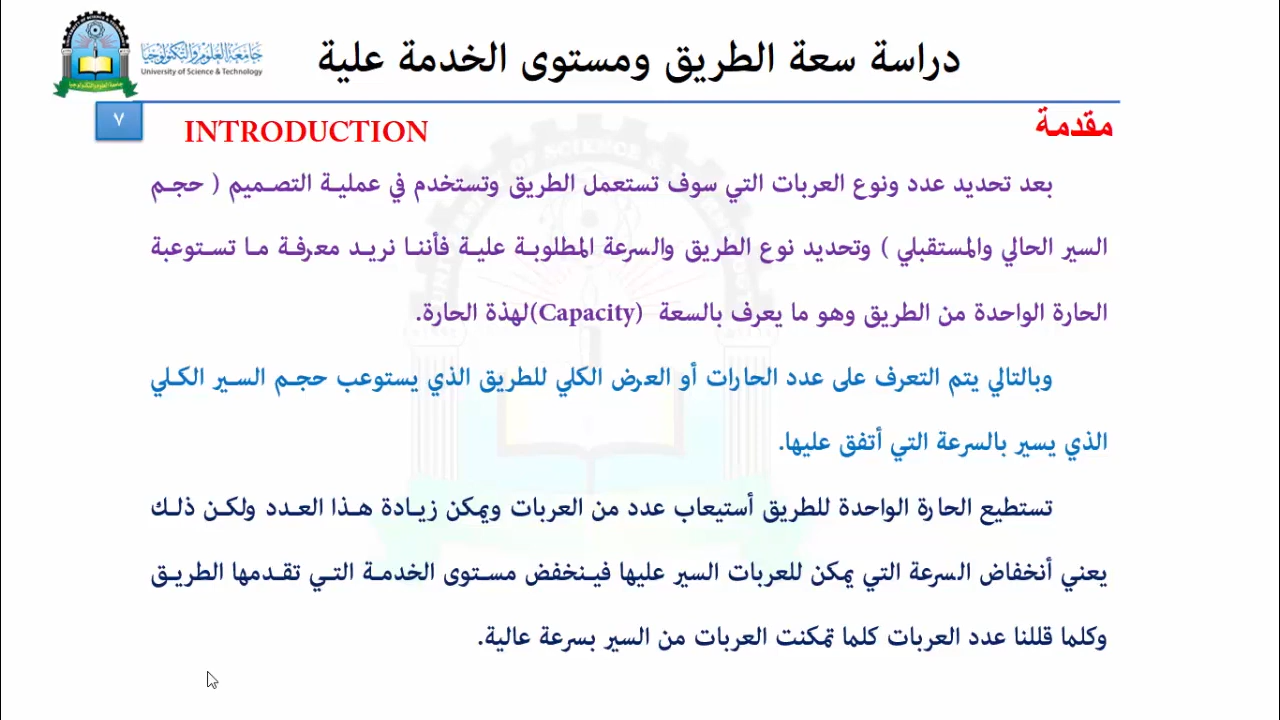 جامعة العلوم والتكنولوجيا
University of Science & Technology
دراسة سعة الطريق ومستوى الخدمة علية
٧
مقدمة
INTRODUCTION
بعد تحديد عدد ونوع العربات التي سوف تستعمل الطريق وتستخدم في عملية التصميم ( حجم
السير الحالي والمستقبلي ) وتحديد نوع الطريق والسرعة المطلوبة علية فأننا نريد معرفة ما تستوعبة
الحارة الواحدة من الطريق وهو ما يعرف بالسعة (Capacity)لهذة الحارة.
وبالتالي يتم التعرف على عدد الحارات أو العرض الكلي للطريق الذي يستوعب حجم السير الكلي
الذي يسير بالسرعة التي أتفق عليها.
تستطيع الحارة الواحدة للطريق أستيعاب عدد من العربات ويمكن زيادة هذا العدد ولكن ذلك
يعني أنخفاض السرعة التي يمكن للعربات السير عليها فينخفض مستوى الخدمة التي تقدمها الطريق
وكلما قللنا عدد العربات كلما تمكنت العربات من السير بسرعة عالية.